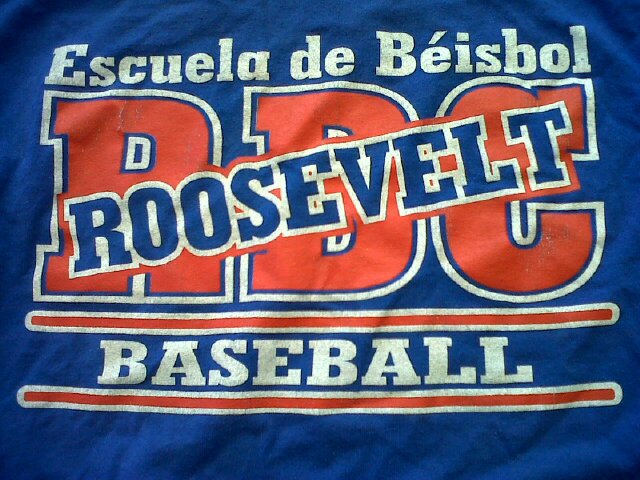 Escuela de Béisbol
RBC
ROOSEVELT
BASEBALL